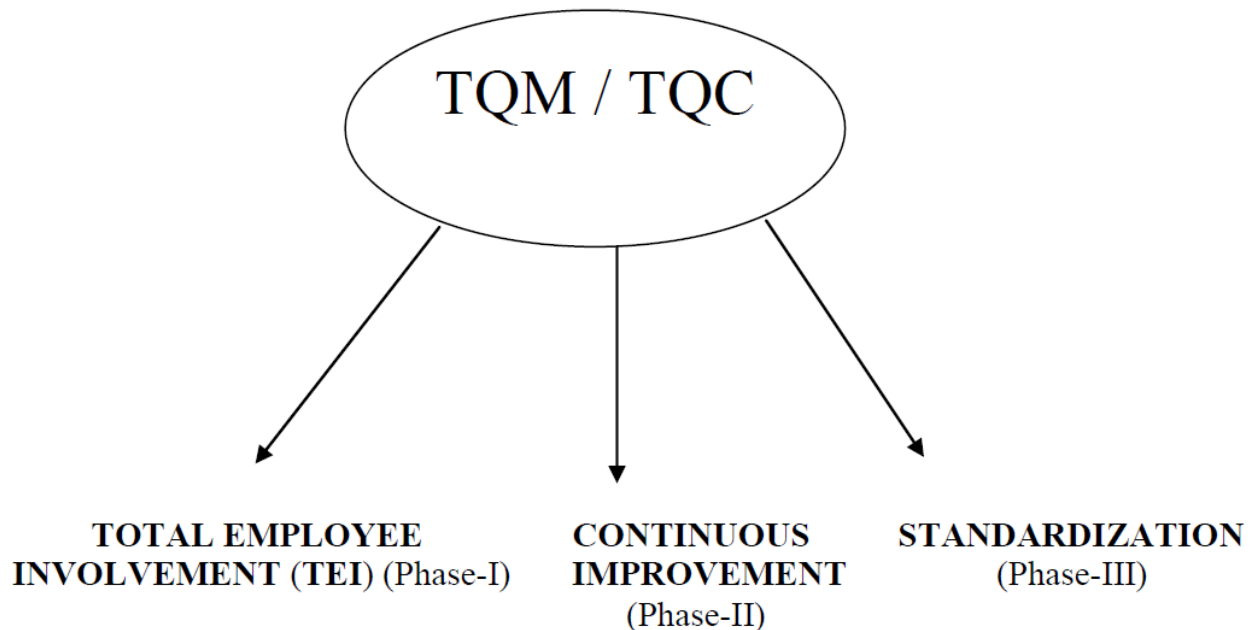 TQM / TQC
TOTAL EMPLOYEE
INVOLVEMENT (TEI) (Phase-I)
CONTINUOUS
IMPROVEMENT
(Phase-II)
STANDARDIZATION
(Phase-III)